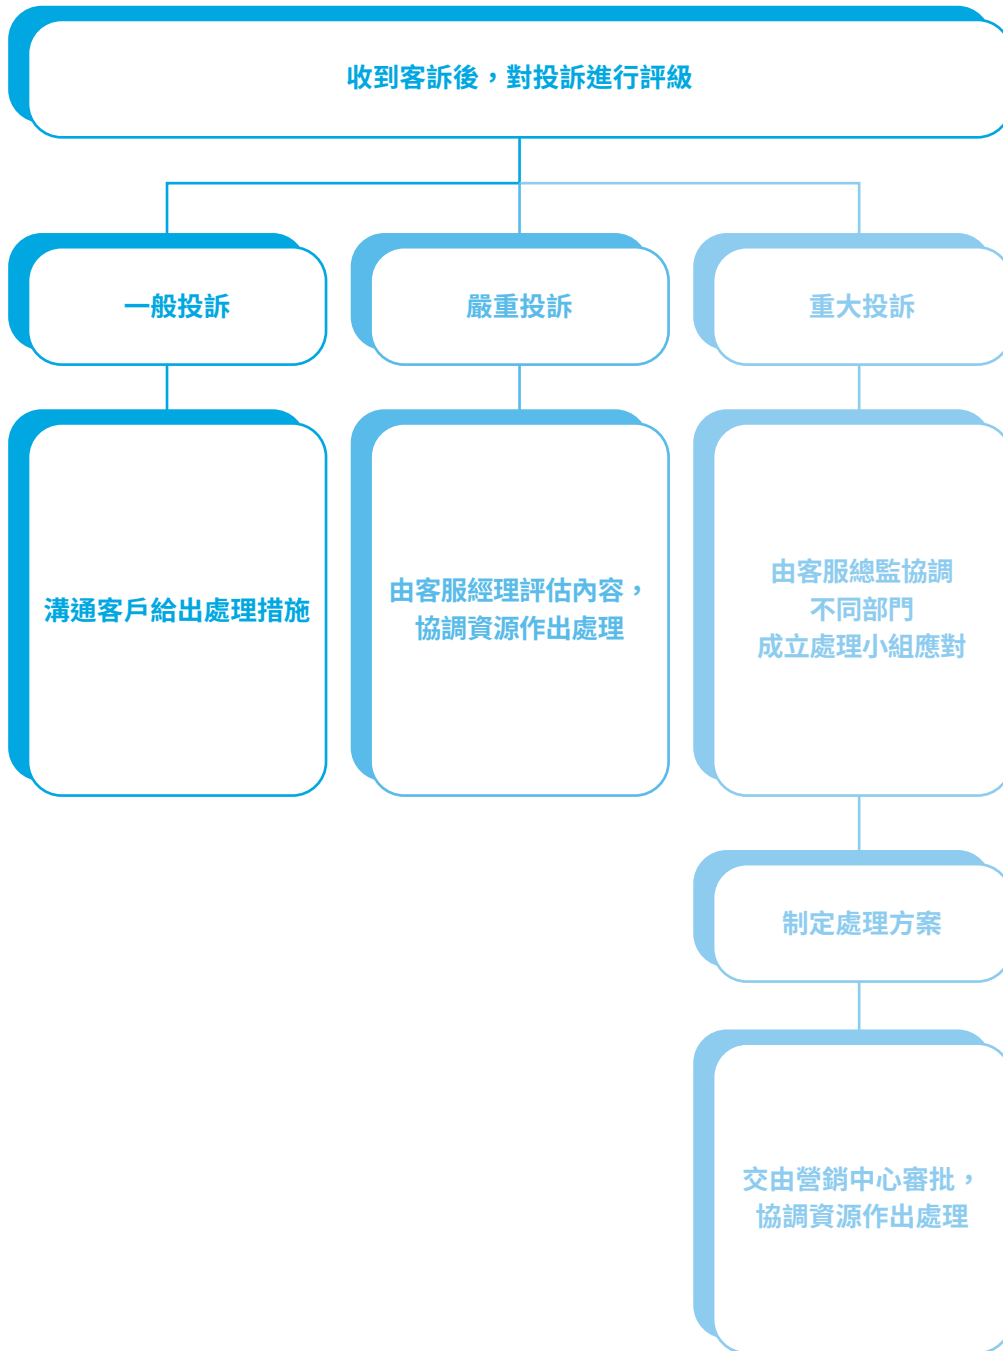 收到客訴後，對投訴進行評級
一般投訴
嚴重投訴
重大投訴
溝通客戶給出處理措施
由客服經理評估內容，
協調資源作出處理
由客服總監協調
不同部門
成立處理小組應對
制定處理方案
交由營銷中心審批，
協調資源作出處理